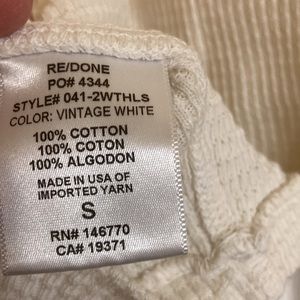 RE/DONE
PO# 4344
STYLE# 041-2WTHLS
COLOR: VINTAGE WHITE
100% COTTON
100% COTON
100% ALGODON
MADE IN USA OF
IMPORTED YARN
S
RN# 146770
CA# 19371